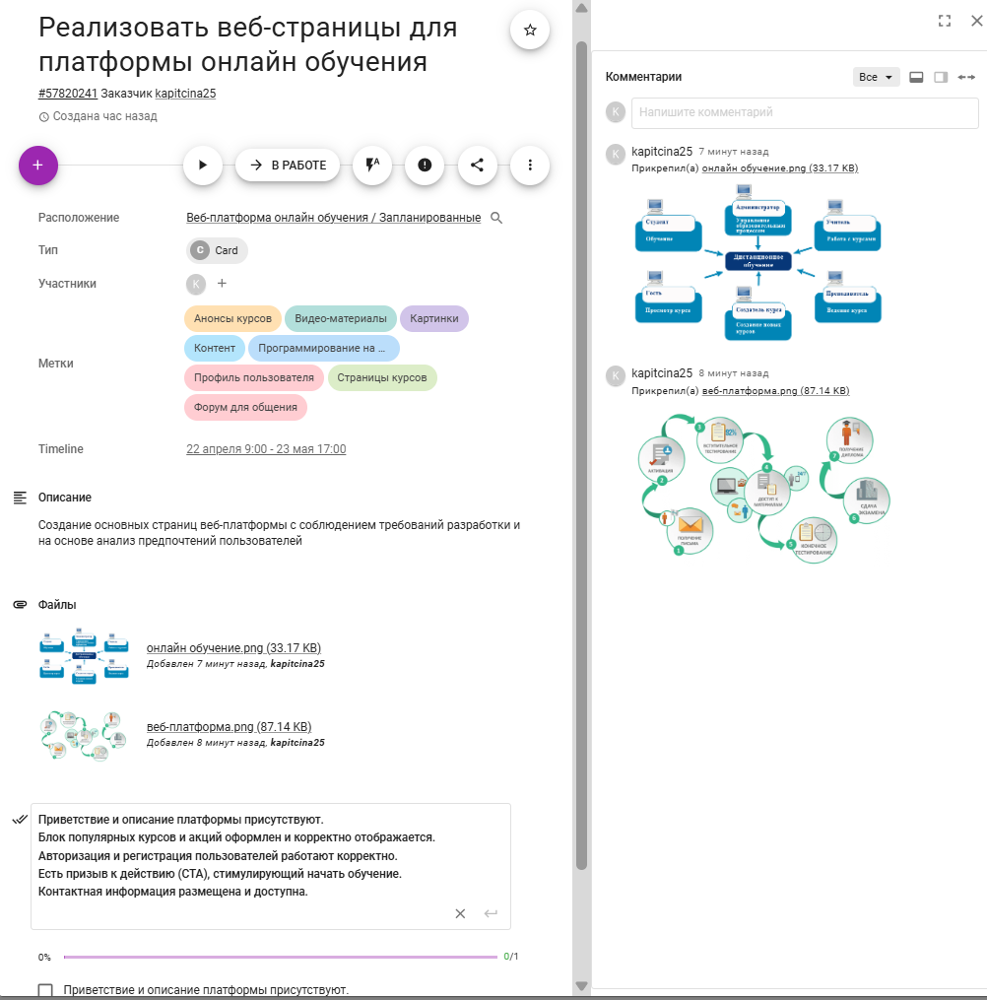 Реализовать веб-страницы для
платформы онлайн обучения
#57820241 Заказчик kapitcina25
Создана час назад
В РАБОТЕ
Расположение
Веб-платформа онлайн обучения / Запланированные
Тип
C Card
Участники
K +
Метки
Анонсы курсов Видео-материалы Картинки
Контент Программирование на ...
Профиль пользователя Страницы курсов
Форум для общения
Timeline
22 апреля 9:00 - 23 мая 17:00
Описание
Создание основных страниц веб-платформы с соблюдением требований разработки и
на основе анализ предпочтений пользователей
Файлы
онлайн обучение.png (33.17 KB)
Добавлен 7 минут назад, kapitcina25
веб-платформа.png (87.14 KB)
Добавлен 8 минут назад, kapitcina25
Приветствие и описание платформы присутствуют.
Блок популярных курсов и акций оформлен и корректно отображается.
Авторизация и регистрация пользователей работают корректно.
Есть призыв к действию (CTA), стимулирующий начать обучение.
Контактная информация размещена и доступна.
0%
0/1
Приветствие и описание платформы присутствуют.
Комментарии
Все
K
Напишите комментарий
K
kapitcina25 7 минут назад
Прикрепил(а) онлайн обучение.png (33.17 KB)
Студент
Обучение
Администратор
Управление
образовательным
процессом
Учитель
Работа с курсами
Дистанционное
обучение
Гость
Просмотр курса
Создатель курса
Создание новых
курсов
Преподаватель
Ведение курса
K
kapitcina25 8 минут назад
Прикрепил(а) веб-платформа.png (87.14 KB)
3
92%
ВСТУПИТЕЛЬНОЕ
ТЕСТИРОВАНИЕ
ПОЛУЧЕНИЕ
ДИПЛОМА
7
АКТИВАЦИЯ
2
4
24/7
ДОСТУП К
МАТЕРИАЛАМ
СДАЧА
ЭКЗАМЕНА
6
ПОЛУЧЕНИЕ
ПИСЬМА
1
5
КОНЕЧНОЕ
ТЕСТИРОВАНИЕ